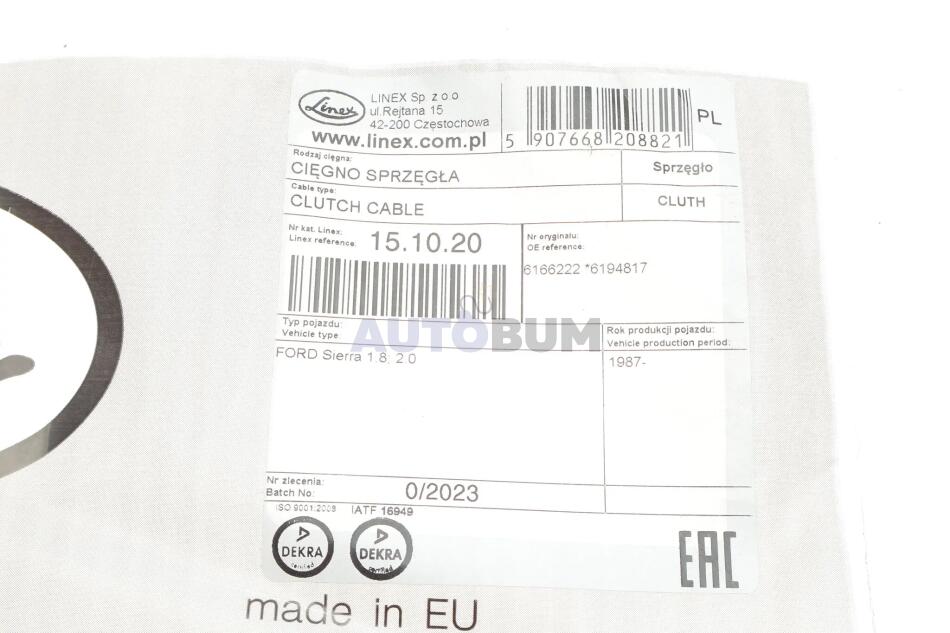 Linex
LINEX Sp. z o.o
ul.Rejtana 15
42-200 Częstochowa
www.linex.com.pl
5 907668 208821
PL
Rodzaj cięgna:
CIĘGNO SPRZĘGŁA
Sprzęgło
Cable type:
CLUTCH CABLE
CLUTH
Nr kat. Linex:
Linex reference:
15.10.20
Nr oryginału:
OE reference:
6166222 *6194817
AUTOBUM
Typ pojazdu:
Vehicle type:
Rok produkcji pojazdu:
Vehicle production period:
FORD Sierra 1.8; 2.0
1987-
Nr zlecenia:
Batch No:
0/2023
ISO 9001:2008
IATF 16949
DEKRA
certified
DEKRA
certified
EAC
made in EU